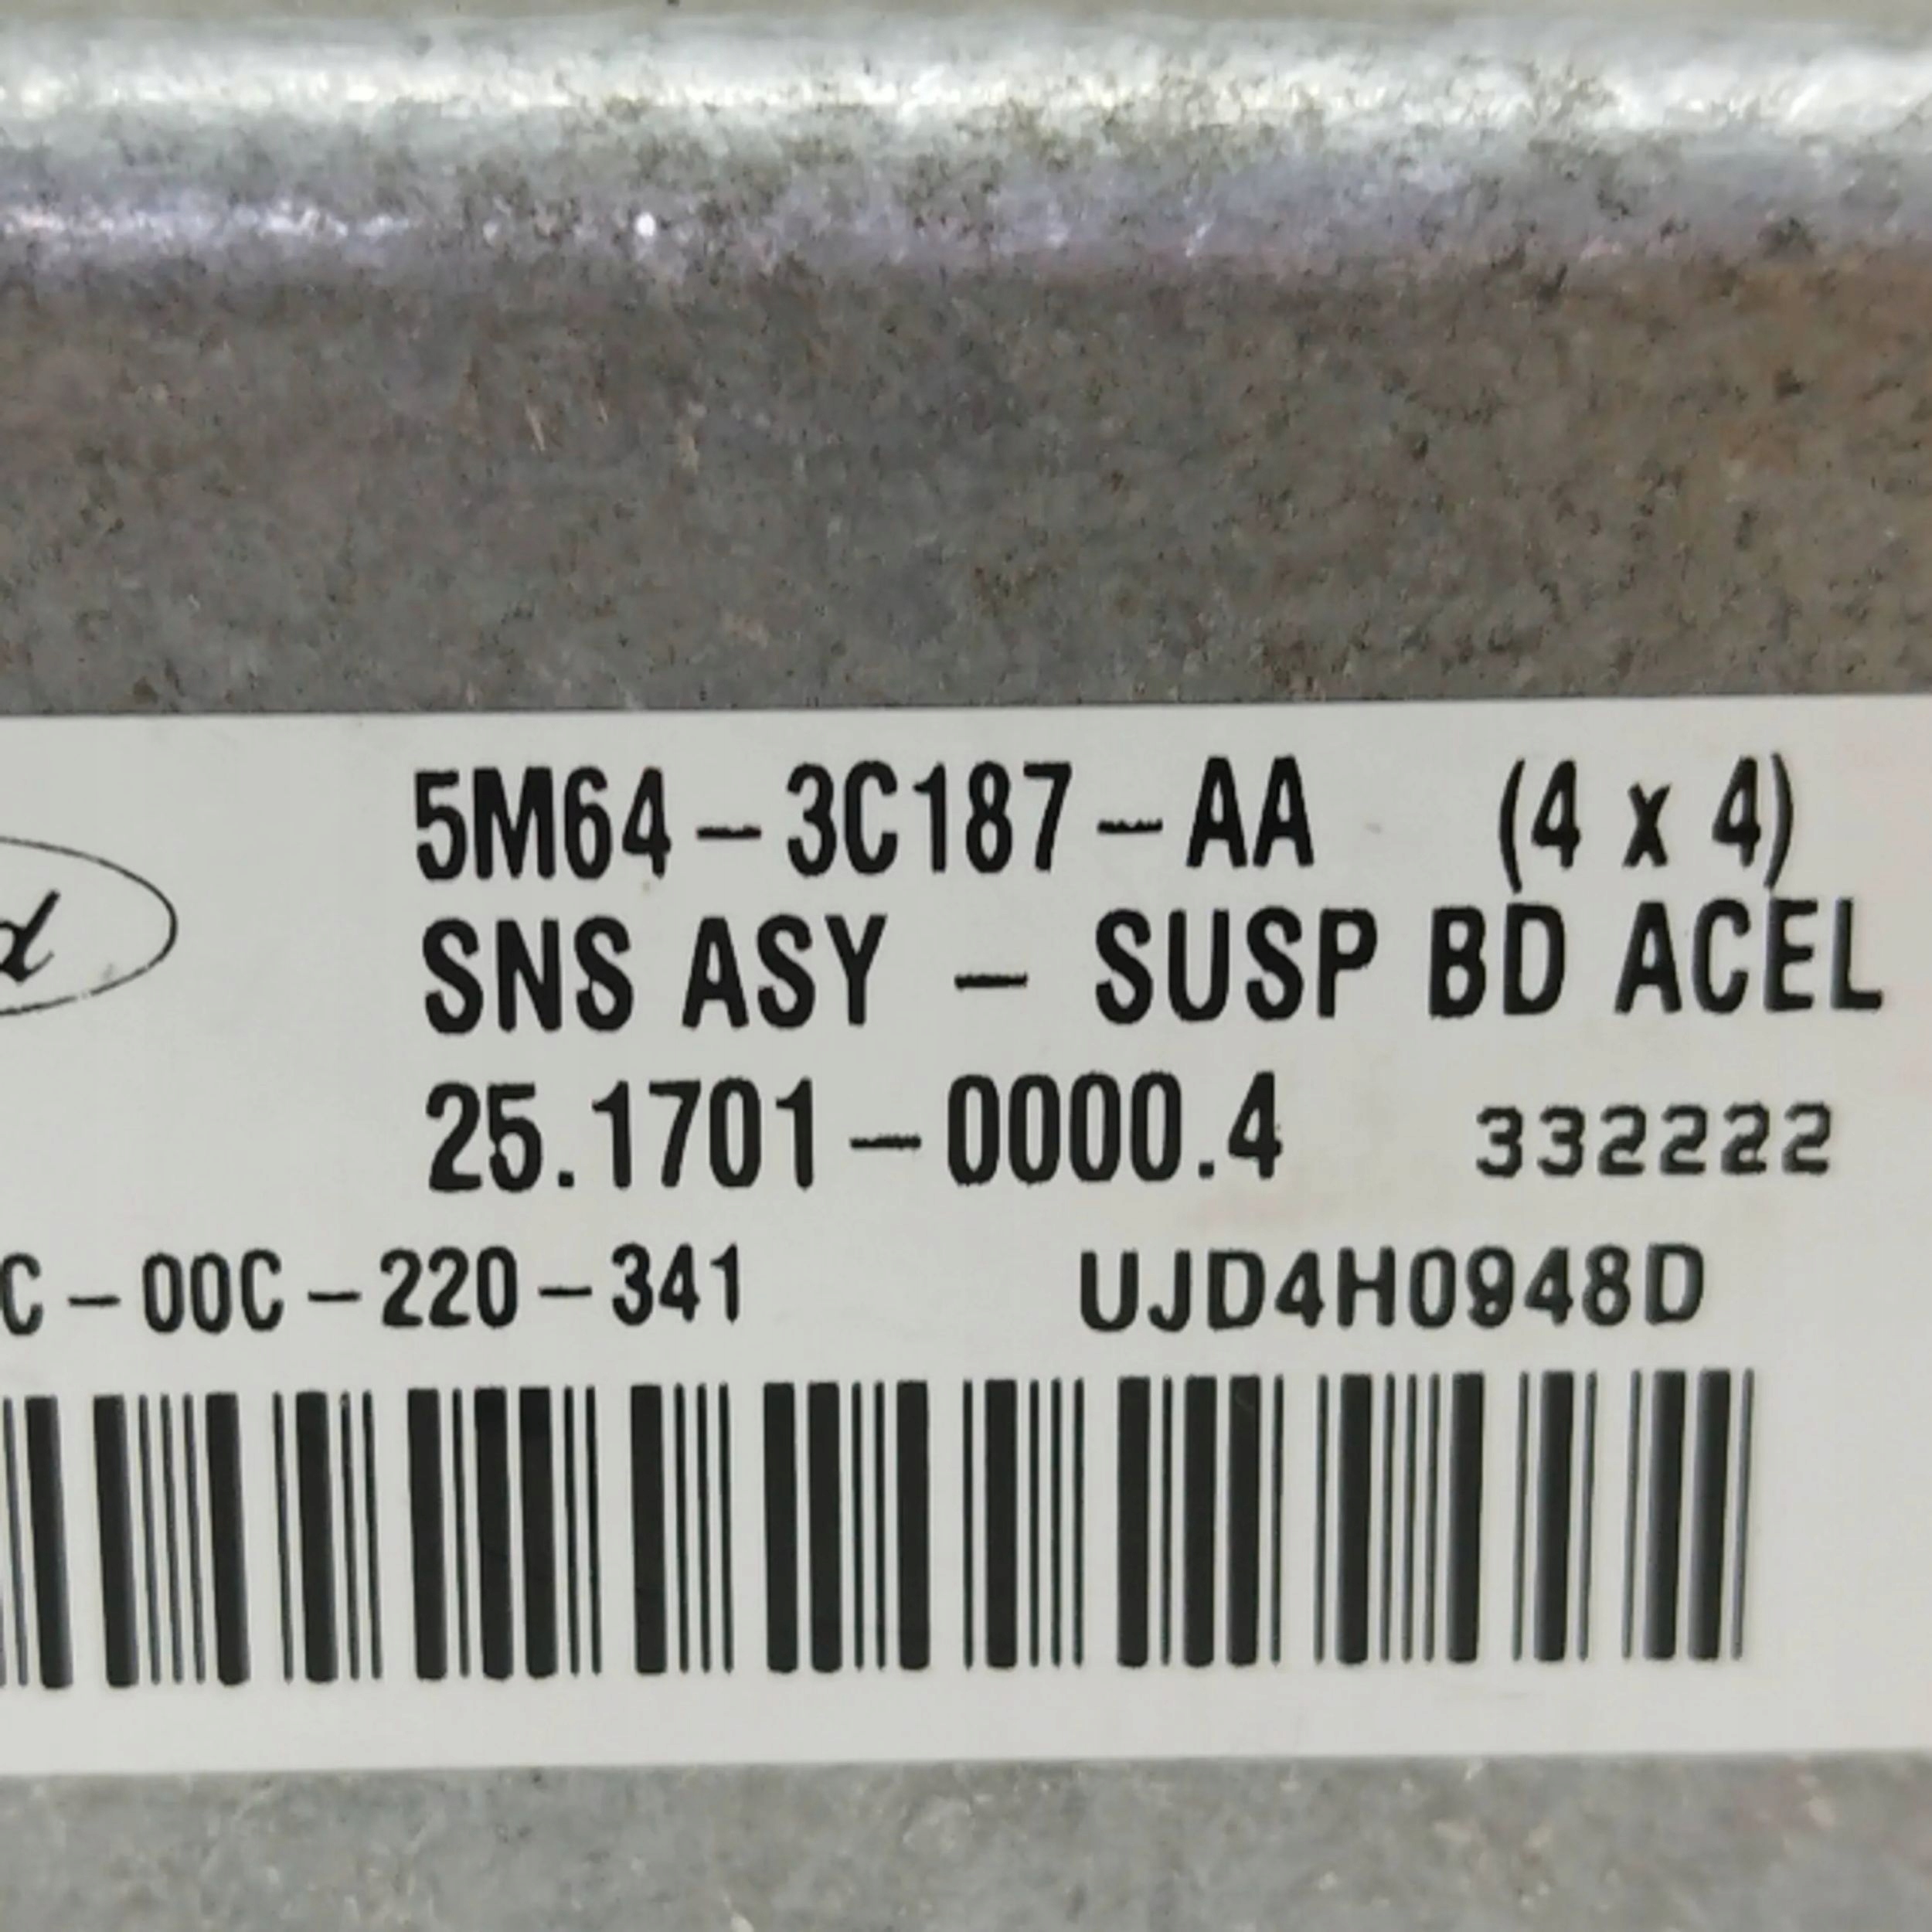 5M64-3C187-AA (4 x 4)
SNS ASY - SUSP BD ACEL
25.1701-0000.4 332222
C-00C-220-341 UJD4H0948D